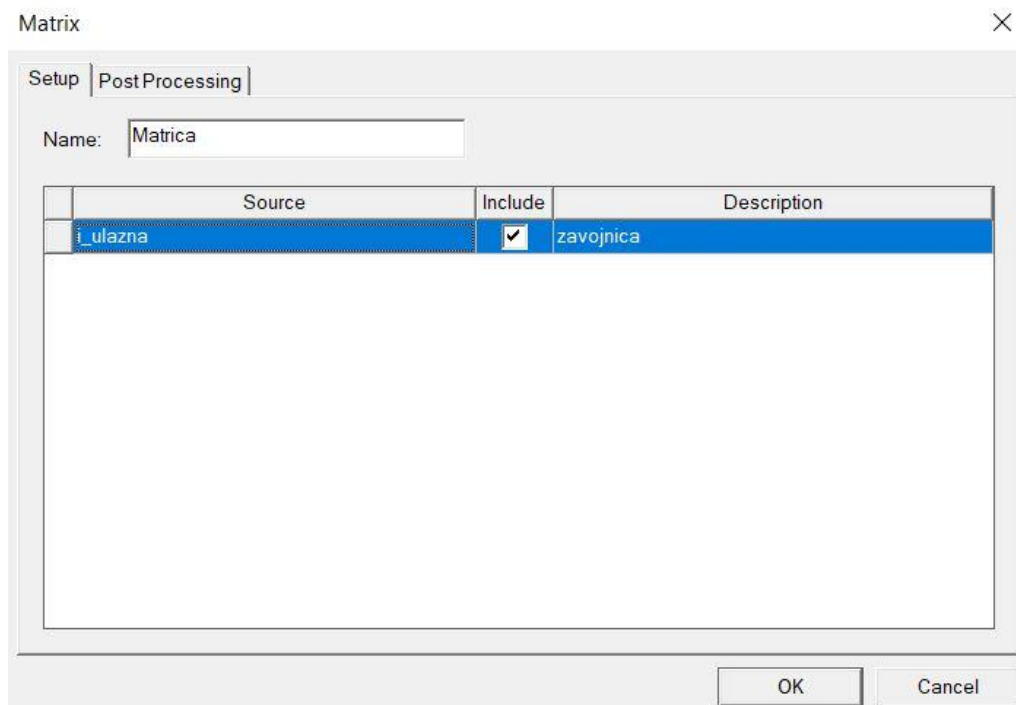 Matrix
Setup Post Processing
Name: Matrica
Source Include Description
i_ulazna zavojnica
OK Cancel